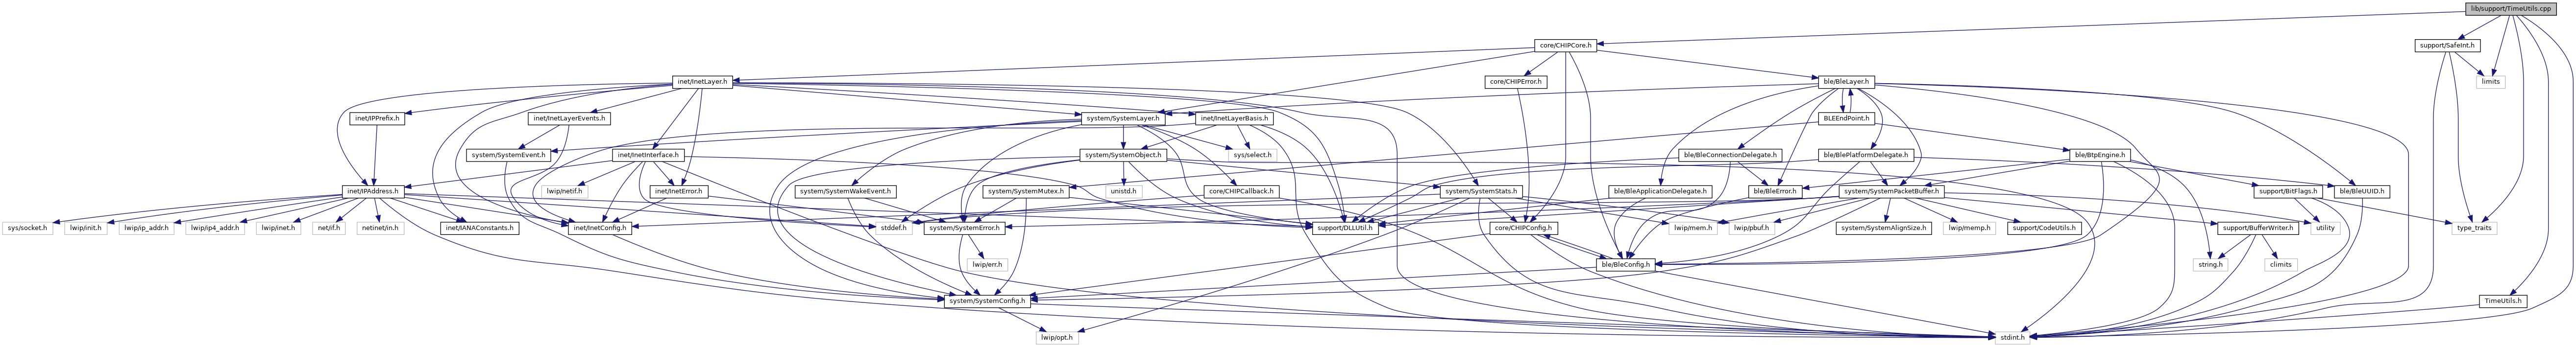 lib/support/TimeUtils.cpp
core/CHIPCore.h
support/SafeInt.h
inet/InetLayer.h
core/CHIPError.h
ble/BleLayer.h
limits
inet/IPPrefix.h
inet/InetLayerEvents.h
system/SystemLayer.h
inet/InetLayerBasis.h
BLEEndPoint.h
system/SystemEvent.h
inet/InetInterface.h
system/SystemObject.h
sys/select.h
ble/BleConnectionDelegate.h
ble/BlePlatformDelegate.h
ble/BtpEngine.h
inet/IPAddress.h
lwip/netif.h
inet/InetError.h
system/SystemWakeEvent.h
system/SystemMutex.h
unistd.h
core/CHIPCallback.h
system/SystemStats.h
ble/BleApplicationDelegate.h
ble/BleError.h
system/SystemPacketBuffer.h
support/BitFlags.h
ble/BleUUID.h
sys/socket.h
lwip/init.h
lwip/ip_addr.h
lwip/ip4_addr.h
lwip/inet.h
net/if.h
netinet/in.h
inet/IANAConstants.h
inet/InetConfig.h
stddef.h
system/SystemError.h
support/DLLUtil.h
core/CHIPConfig.h
lwip/mem.h
lwip/pbuf.h
system/SystemAlignSize.h
lwip/memp.h
support/CodeUtils.h
support/BufferWriter.h
utility
type_traits
lwip/err.h
ble/BleConfig.h
string.h
climits
system/SystemConfig.h
TimeUtils.h
lwip/opt.h
stdint.h